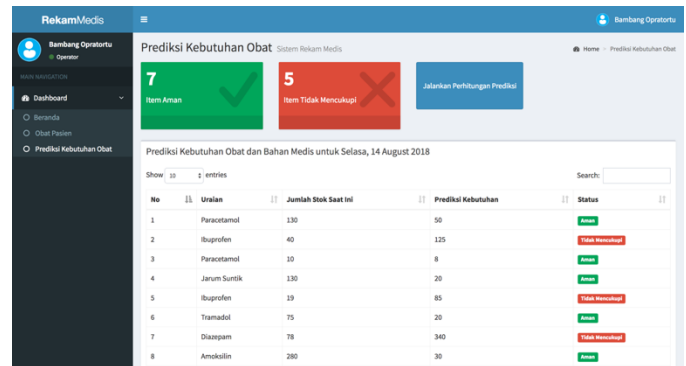 RekamMedis
Bambang Opratortu
Bambang Opratortu
Operator
MAIN NAVIGATION
Dashboard
Beranda
Obat Pasien
Prediksi Kebutuhan Obat
Prediksi Kebutuhan Obat Sistem Rekam Medis
Home > Prediksi Kebutuhan Obat
7
Item Aman
5
Item Tidak Mencukupi
Jalankan Perhitungan Prediksi
Prediksi Kebutuhan Obat dan Bahan Medis untuk Selasa, 14 August 2018
Show 10 entries
Search:
No Uraian Jumlah Stok Saat Ini Prediksi Kebutuhan Status
1 Paracetamol 130 50 Aman
2 Ibuprofen 40 125 Tidak Mencukupi
3 Paracetamol 10 8 Aman
4 Jarum Suntik 130 20 Aman
5 Ibuprofen 19 85 Tidak Mencukupi
6 Tramadol 75 20 Aman
7 Diazepam 78 340 Tidak Mencukupi
8 Amoksilin 280 30 Aman